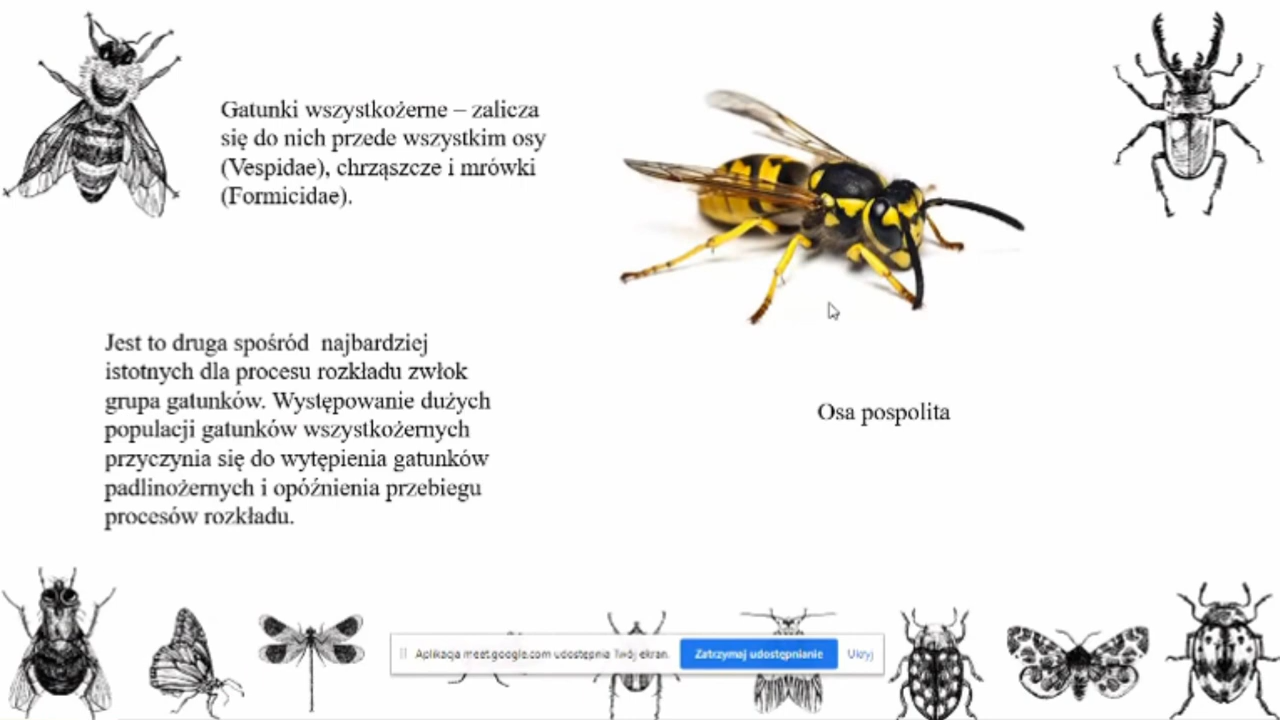 Gatunki wszystkożerne – zalicza
się do nich przede wszystkim osy
(Vespidae), chrząszcze i mrówki
(Formicidae).
Jest to druga spośród najbardziej
istotnych dla procesu rozkładu zwłok
grupa gatunków. Występowanie dużych
populacji gatunków wszystkożernych
przyczynia się do wytępienia gatunków
padlinożernych i opóźnienia przebiegu
procesów rozkładu.
Osa pospolita
Aplikacja meet.google.com udostępnia Twój ekran.
Zatrzymaj udostępnianie
Ukryj